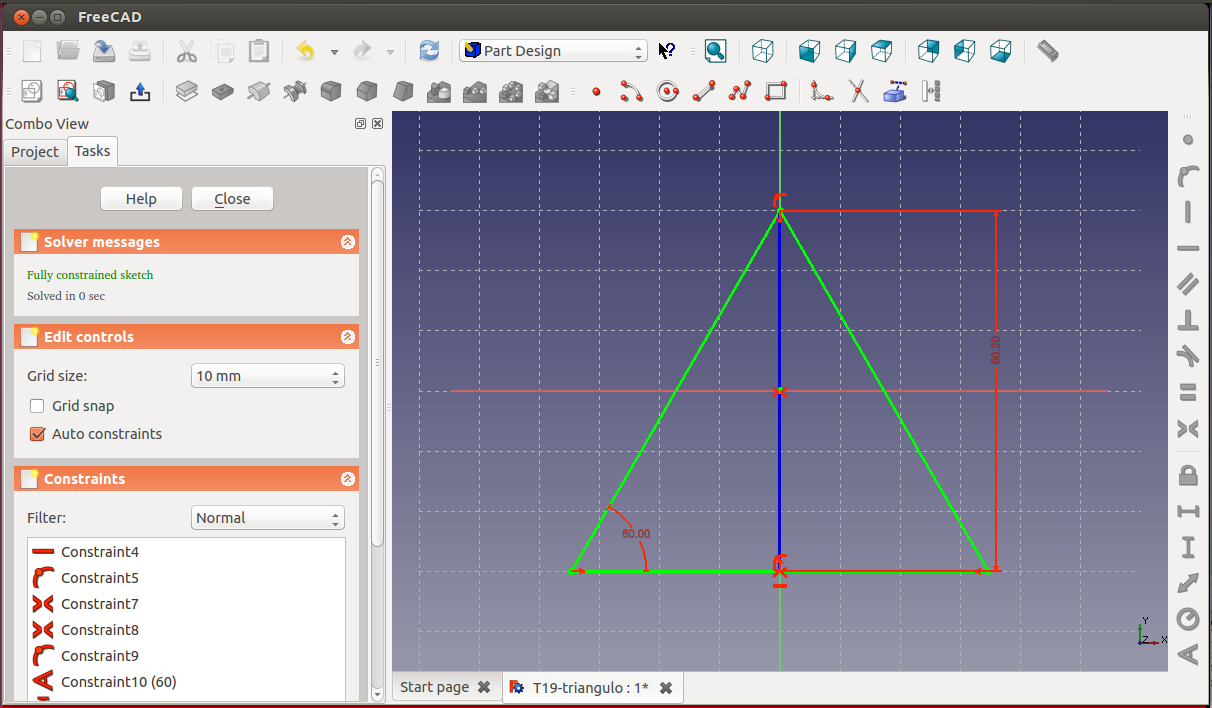 FreeCAD
Part Design
Combo View
Project
Tasks
Help
Close
Solver messages
Fully constrained sketch
Solved in 0 sec
Edit controls
Grid size:
10 mm
Grid snap
Auto constraints
Constraints
Filter:
Normal
Constraint4
Constraint5
Constraint7
Constraint8
Constraint9
Constraint10 (60)
60.00
60.00
Y
Z
X
Start page
T19-triangulo : 1*